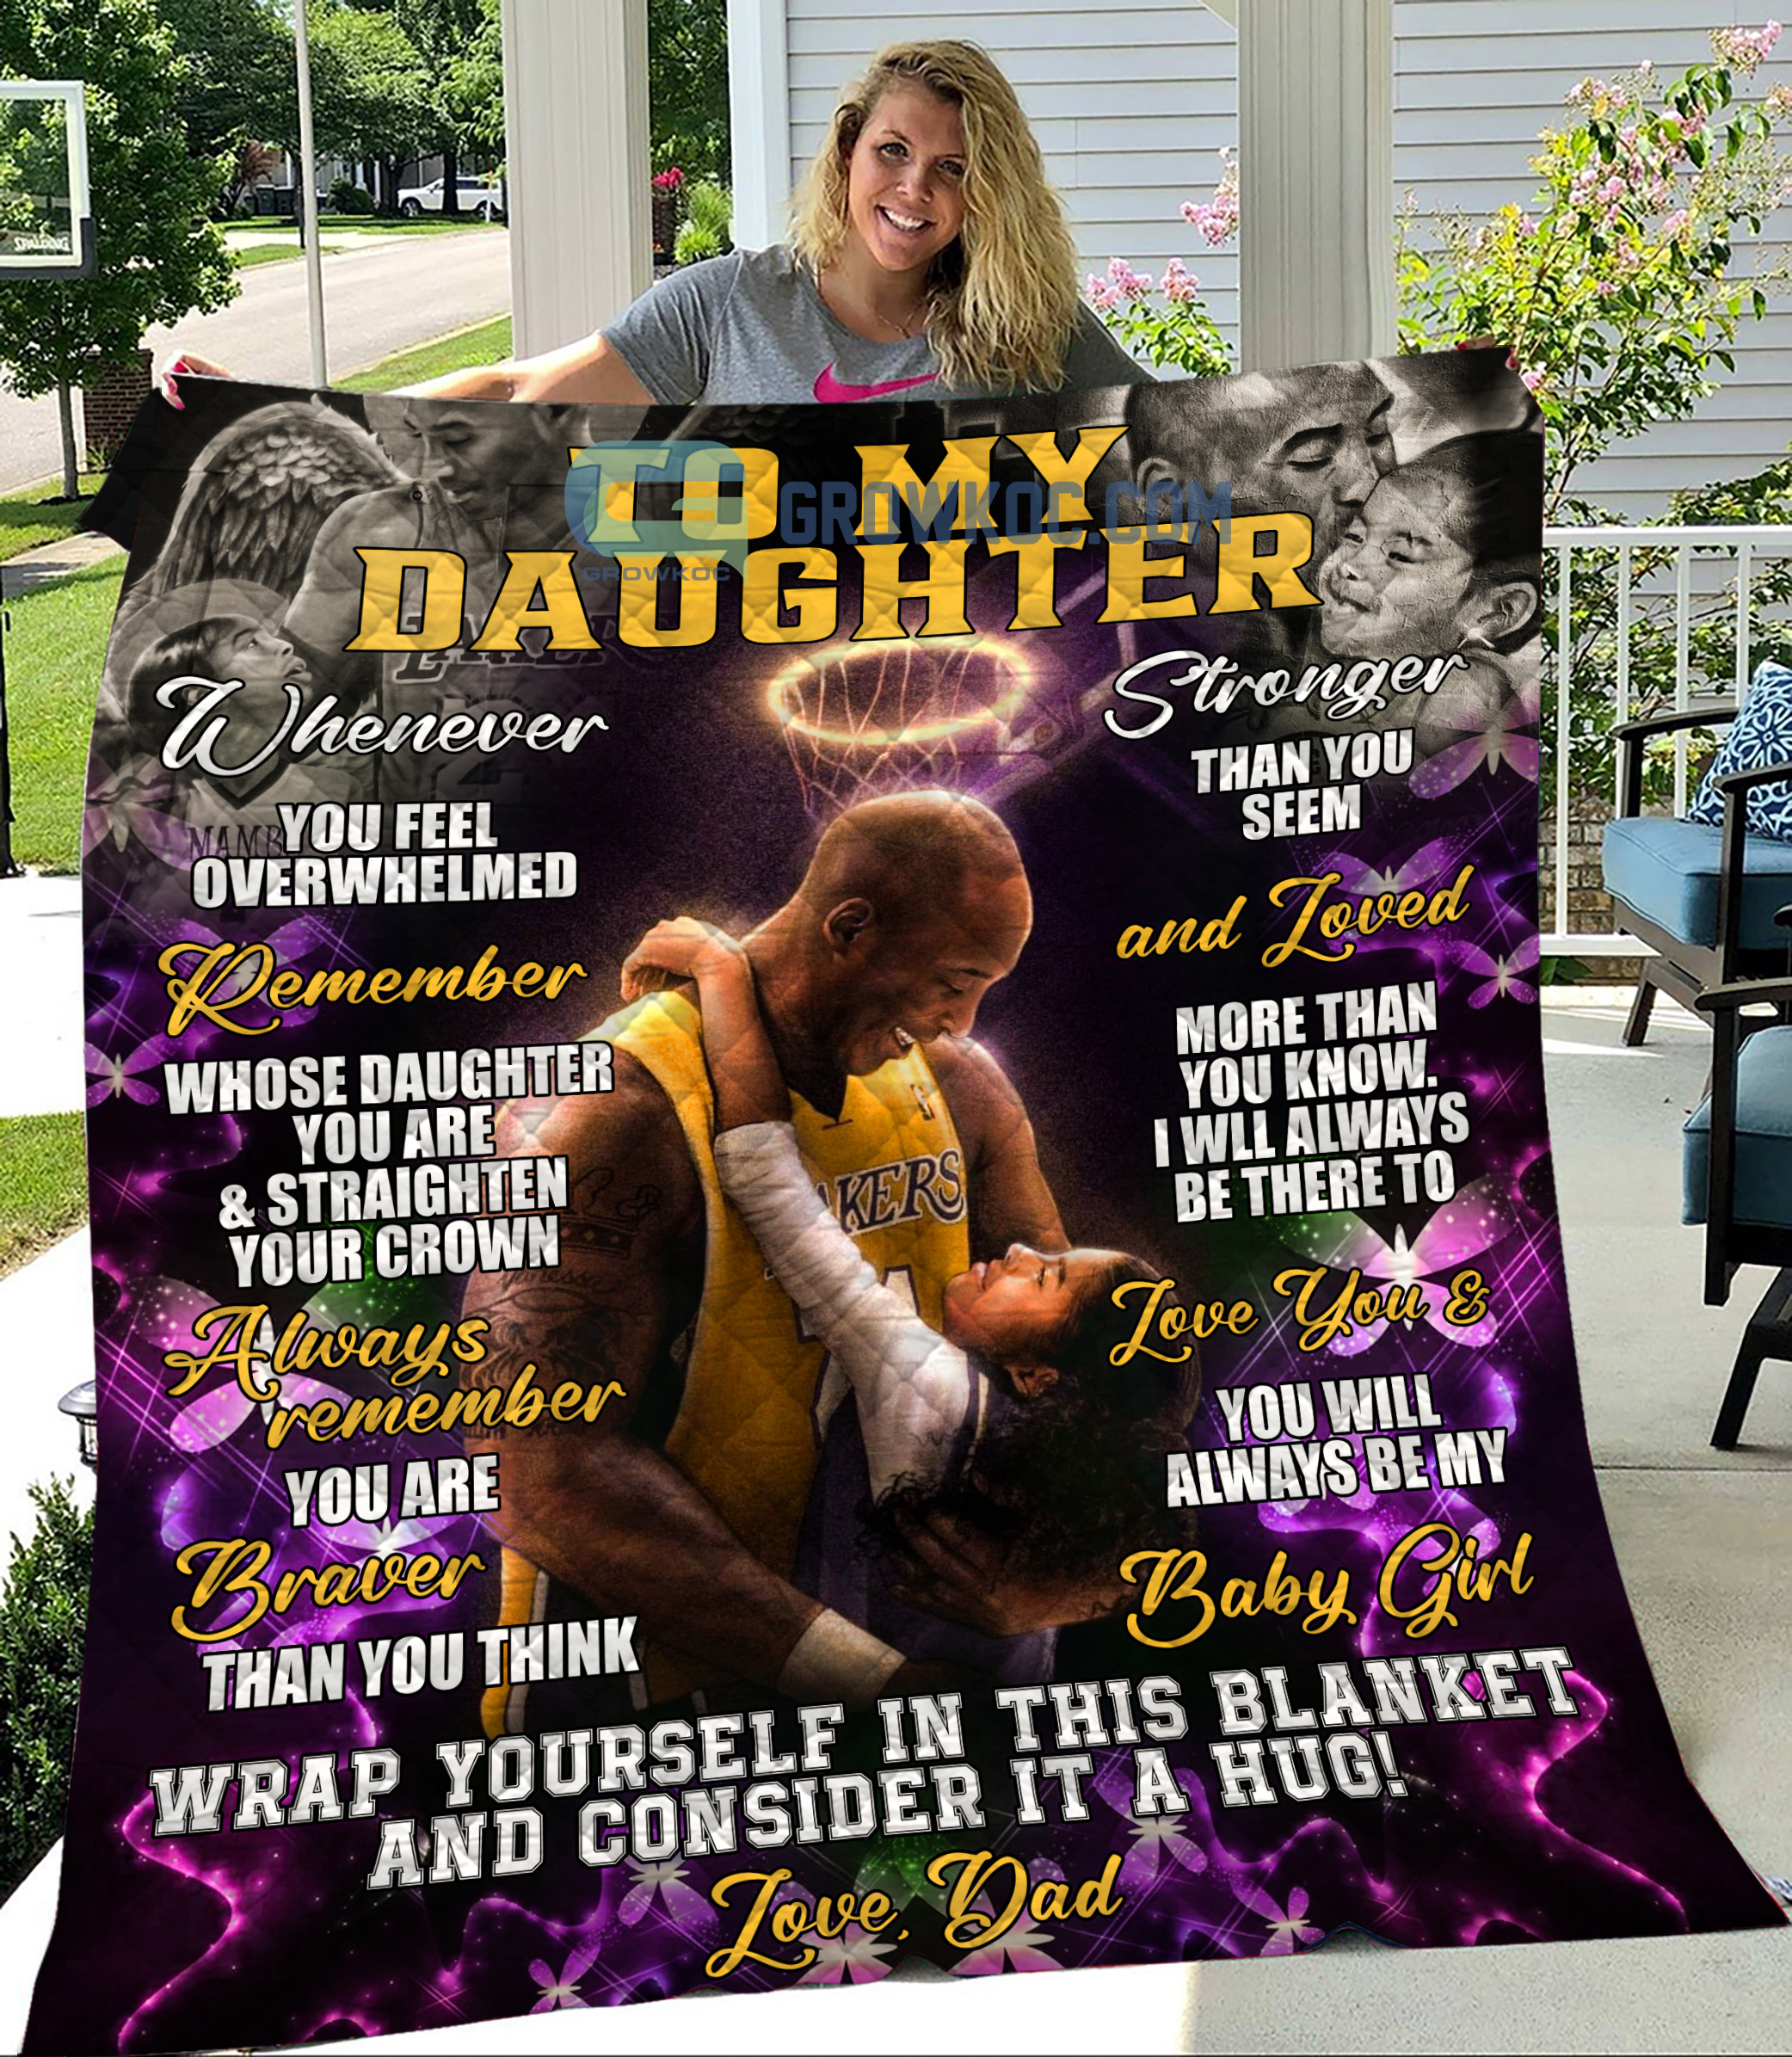 SPALDING
TO MY
DAUGHTER
GROWKOC.COM
GROWKOC
Whenever
YOU FEEL
OVERWHELMED
Remember
WHOSE DAUGHTER
YOU ARE
& STRAIGHTEN
YOUR CROWN
Always
remember
YOU ARE
Braver
THAN YOU THINK
Stronger
THAN YOU
SEEM
and Loved
MORE THAN
YOU KNOW.
I WLL ALWAYS
BE THERE TO
Love You &
YOU WILL
ALWAYS BE MY
Baby Girl
MAMB
AKERS
Vanessa
WRAP YOURSELF IN THIS BLANKET
AND CONSIDER IT A HUG!
Love, Dad